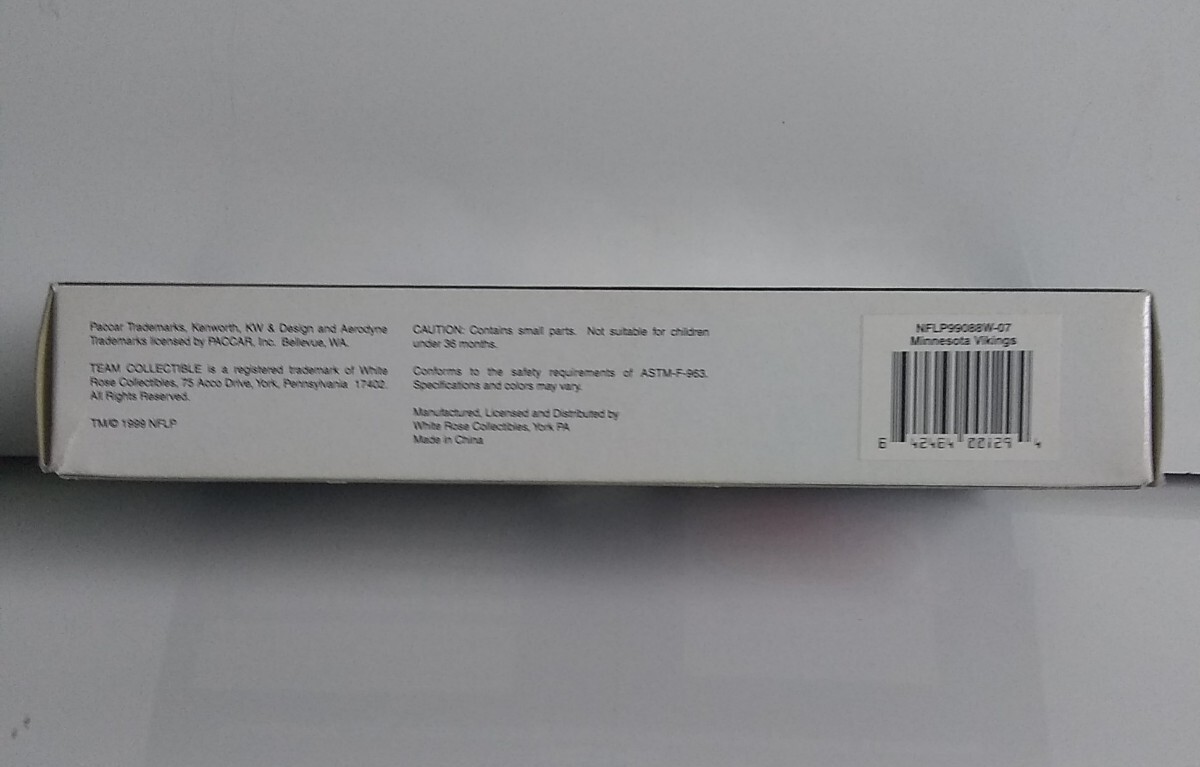 Paccar Trademarks, Kenworth, KW & Design and Aerodyne
Trademarks licensed by PACCAR, Inc. Bellevue, WA.
TEAM COLLECTIBLE is a registered trademark of White
Rose Collectibles, 75 Acco Drive, York, Pennsylvania 17402.
All Rights Reserved.
TM/© 1999 NFLP
CAUTION: Contains small parts. Not suitable for children
under 36 months.
Conforms to the safety requirements of ASTM-F-963.
Specifications and colors may vary.
Manufactured, Licensed and Distributed by
White Rose Collectibles, York PA
Made in China
NFLP99088W-07
Minnesota Vikings
6 42464 00129 4